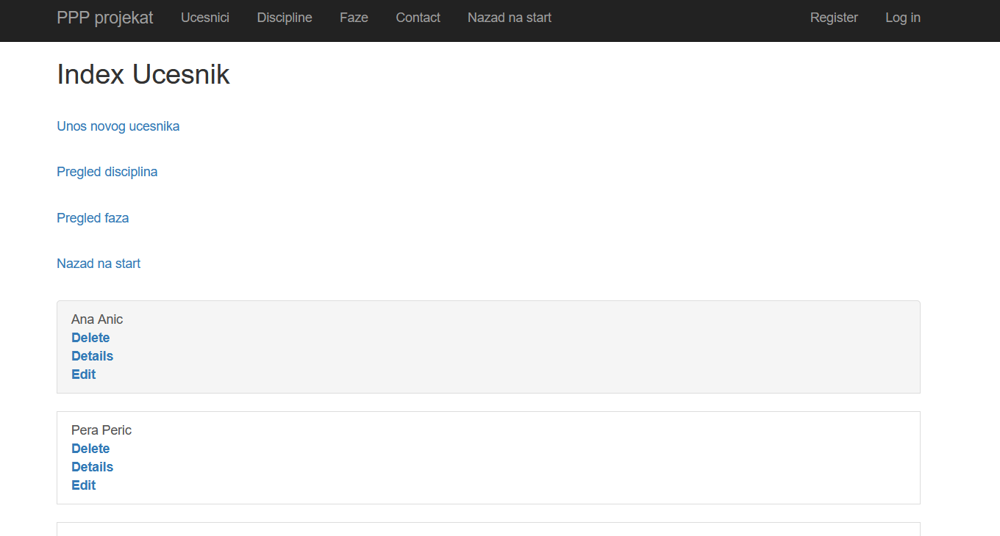 PPP projekat Ucesnici Discipline Faze Contact Nazad na start Register Log in
Index Ucesnik
Unos novog ucesnika
Pregled disciplina
Pregled faza
Nazad na start
Ana Anic
Delete
Details
Edit
Pera Peric
Delete
Details
Edit